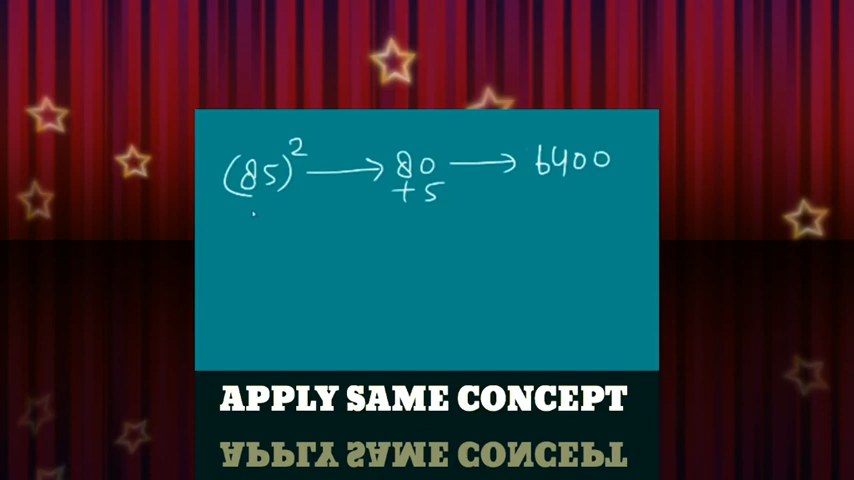 (85)² → 80 → 6400
+ 5
APPLY SAME CONCEPT
APPLY SAME CONCEPT